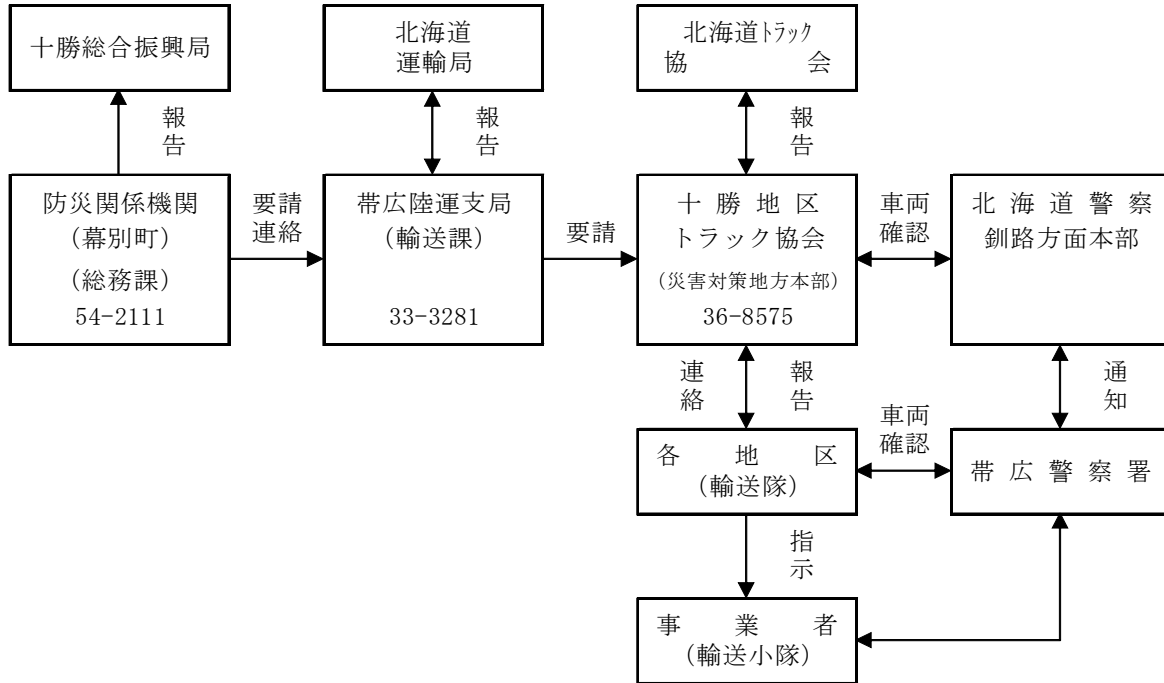 十勝総合振興局
北海道
運輸局
北海道トラック
協会
報告
報告
報告
防災関係機関
(幕別町)
(総務課)
54-2111
要請
連絡
帯広陸運支局
(輸送課)
33-3281
要請
十勝地区
トラック協会
(災害対策地方本部)
36-8575
車両
確認
北海道警察
釧路方面本部
連絡
報告
通知
各地区
(輸送隊)
車両
確認
帯広警察署
指示
事業者
(輸送小隊)